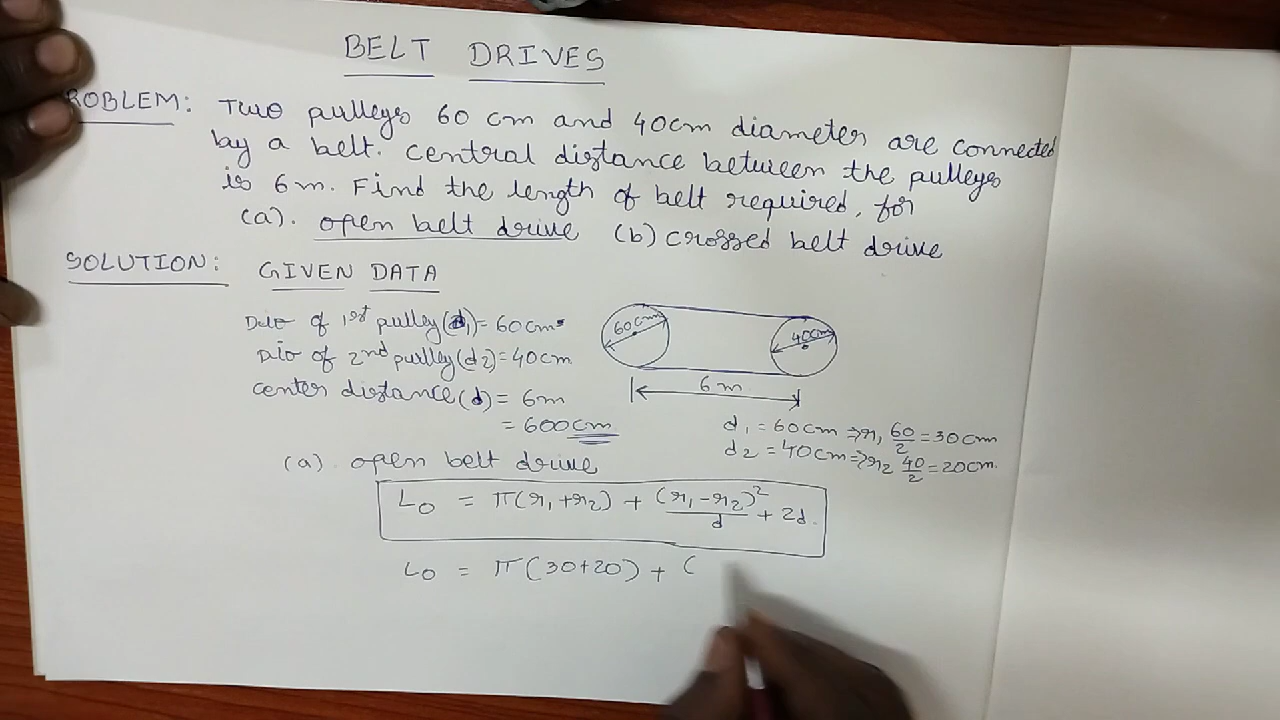 BELT DRIVES
ROBLEM: Two pulleys 60 cm and 40cm diameter are connected
by a belt. central distance between the pulleys
is 6m. Find the length of belt required, for
(a). open belt drive (b) crossed belt drive
SOLUTION: GIVEN DATA
Dia of 1st pulley(d1)= 60cm
Dia of 2nd pulley(d2)=40cm
center distance(d) = 6m
= 600cm
60cm
40cm
6m
d1 = 60cm ⇒ r1 60/2 = 30cm
d2 = 40cm ⇒ r2 40/2 = 20cm.
(a) open belt drive
LO = π(r1+r2) + (r1-r2)²/d + 2d.
LO = π(30+20) + (